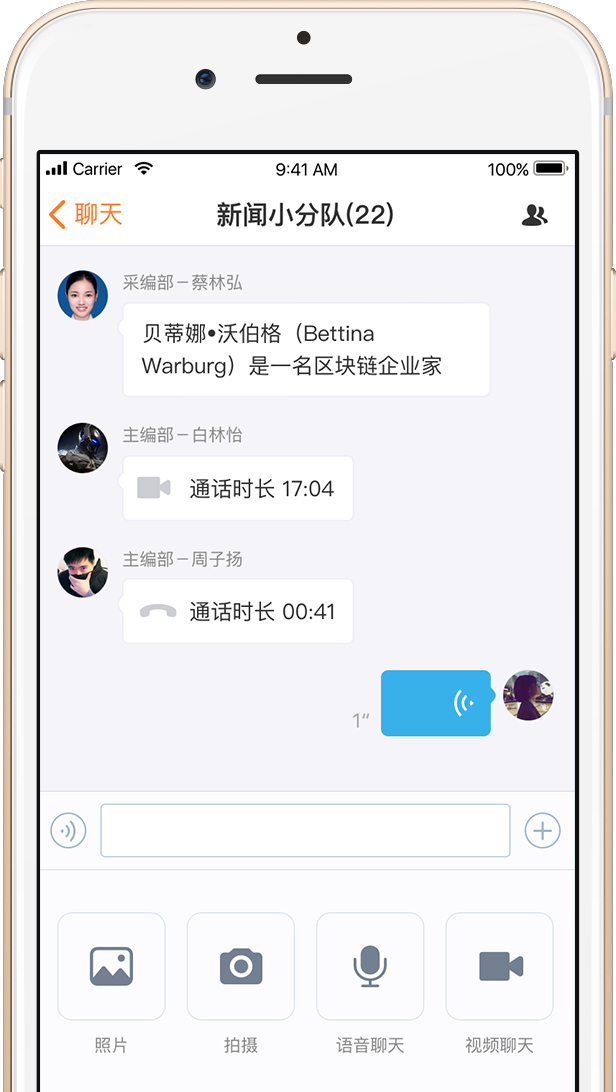 Carrier 9:41 AM 100%
聊天 新闻小分队(22)
采编部－蔡林弘
贝蒂娜•沃伯格（Bettina
Warburg）是一名区块链企业家
主编部－白林怡
通话时长 17:04
主编部－周子扬
通话时长 00:41
1″
照片 拍摄 语音聊天 视频聊天